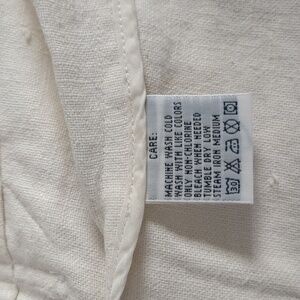 CARE:
MACHINE WASH COLD
WASH WITH LIKE COLORS
ONLY NON-CHLORINE
BLEACH WHEN NEEDED
TUMBLE DRY LOW
STEAM IRON MEDIUM
30